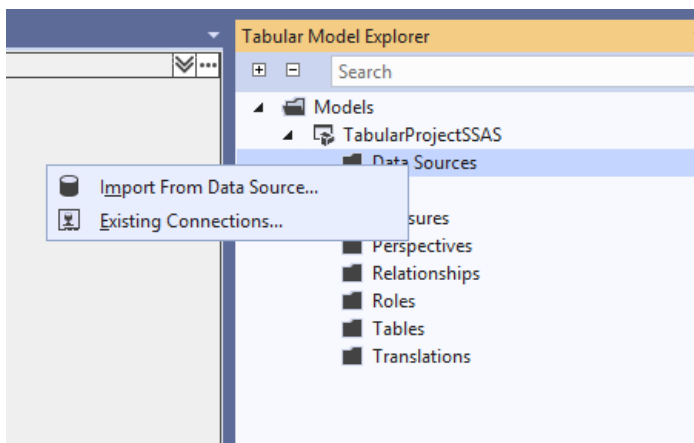 Tabular Model Explorer
Search
Models
TabularProjectSSAS
Data Sources
Import From Data Source...
Existing Connections...
sures
Perspectives
Relationships
Roles
Tables
Translations